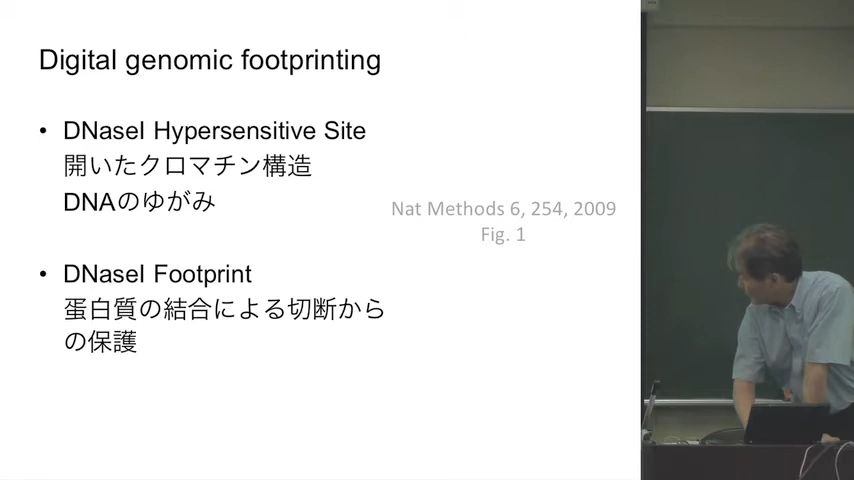 Digital genomic footprinting
• DNaseI Hypersensitive Site
開いたクロマチン構造
DNAのゆがみ
Nat Methods 6, 254, 2009
Fig. 1
• DNaseI Footprint
蛋白質の結合による切断から
の保護